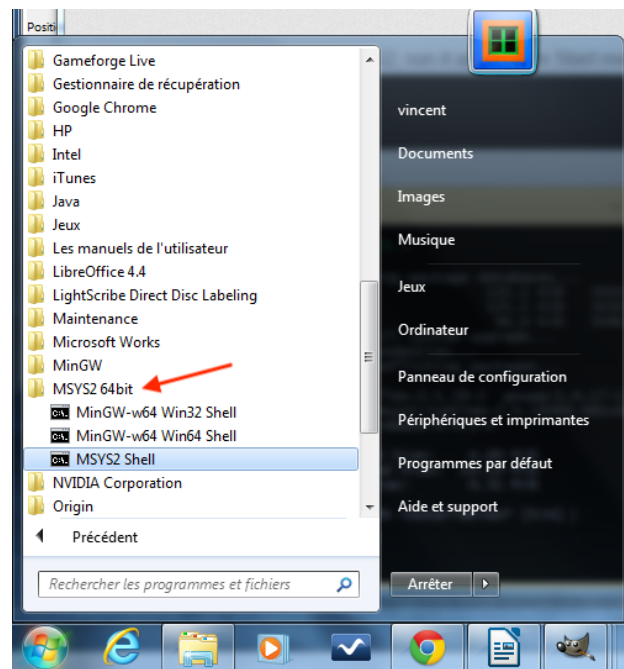 Positi
Gameforge Live
Gestionnaire de récupération
Google Chrome
HP
Intel
iTunes
Java
Jeux
Les manuels de l'utilisateur
LibreOffice 4.4
LightScribe Direct Disc Labeling
Maintenance
Microsoft Works
MinGW
MSYS2 64bit
MinGW-w64 Win32 Shell
MinGW-w64 Win64 Shell
MSYS2 Shell
NVIDIA Corporation
Origin
Précédent
Rechercher les programmes et fichiers
vincent
Documents
Images
Musique
Jeux
Ordinateur
Panneau de configuration
Périphériques et imprimantes
Programmes par défaut
Aide et support
Arrêter